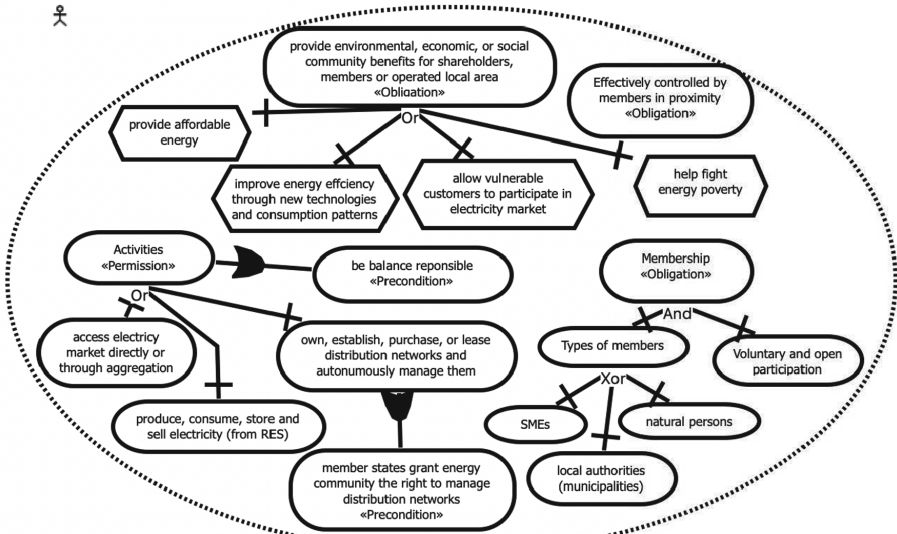 provide environmental, economic, or social
community benefits for shareholders,
members or operated local area
«Obligation»
Effectively controlled by
members in proximity
«Obligation»
Or
provide affordable
energy
improve energy effciency
through new technologies
and consumption patterns
allow vulnerable
customers to participate in
electricity market
help fight
energy poverty
Activities
«Permission»
be balance reponsible
«Precondition»
Membership
«Obligation»
Or
And
access electricy
market directly or
through aggregation
own, establish, purchase, or lease
distribution networks and
autonumously manage them
Types of members
Voluntary and open
participation
Xor
produce, consume, store and
sell electricity (from RES)
SMEs
natural persons
local authorities
(municipalities)
member states grant energy
community the right to manage
distribution networks
«Precondition»